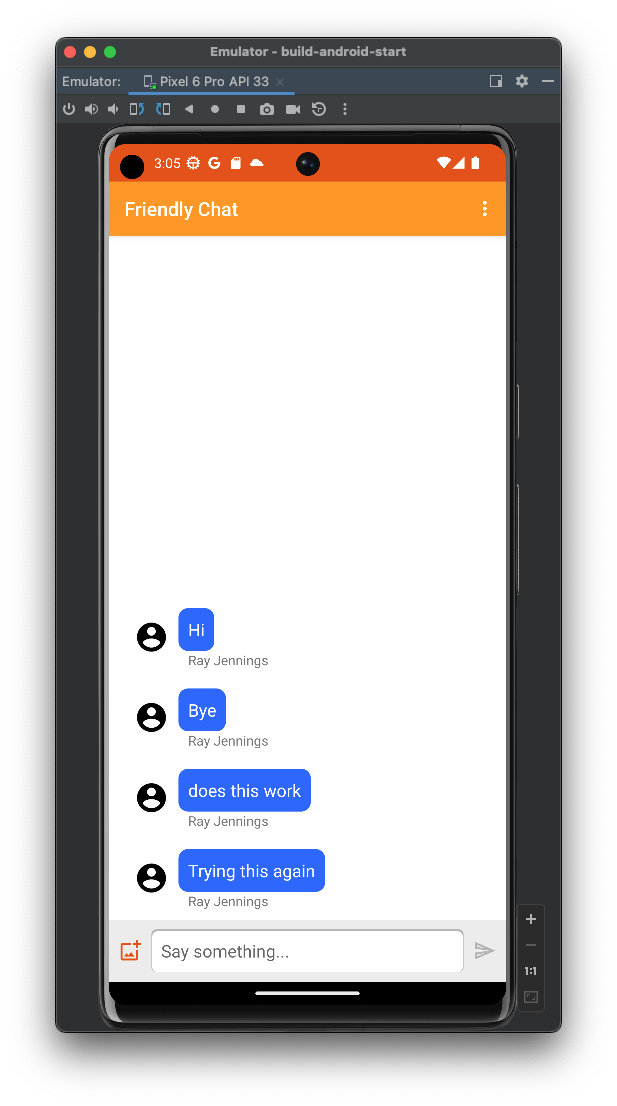 Emulator - build-android-start
Emulator: Pixel 6 Pro API 33
3:05 G
Friendly Chat
Hi
Ray Jennings
Bye
Ray Jennings
does this work
Ray Jennings
Trying this again
Ray Jennings
Say something...
1:1